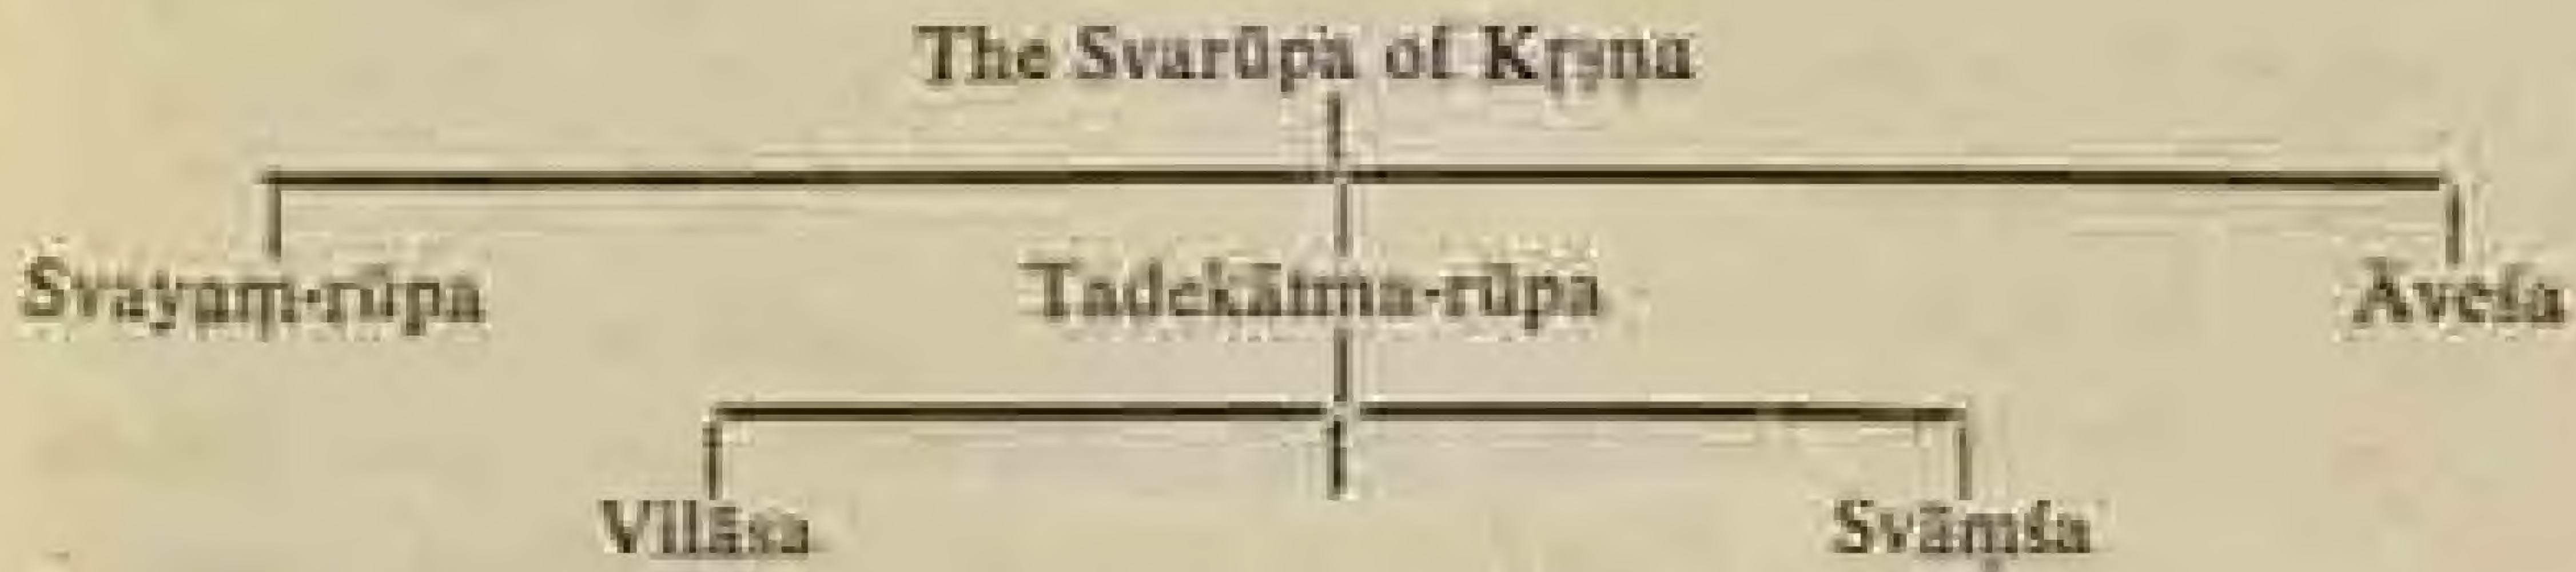 The Svarūpa of Kṛṣṇa
Svayaṃ-rūpa Tadekātma-rūpa Āveśa
Vilāsa Svāṃśa